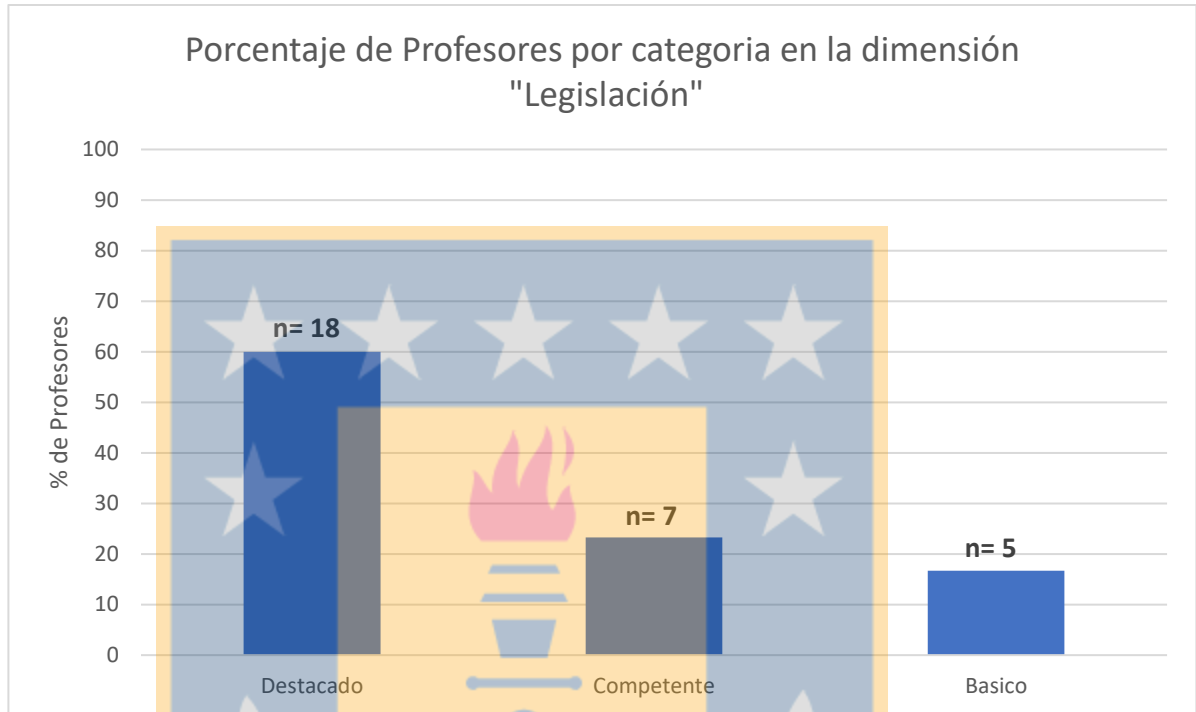 Porcentaje de Profesores por categoria en la dimensión
"Legislación"
100
90
80
70
60
50
40
30
20
10
0
% de Profesores
n= 18
n= 7
n= 5
Destacado
Competente
Basico